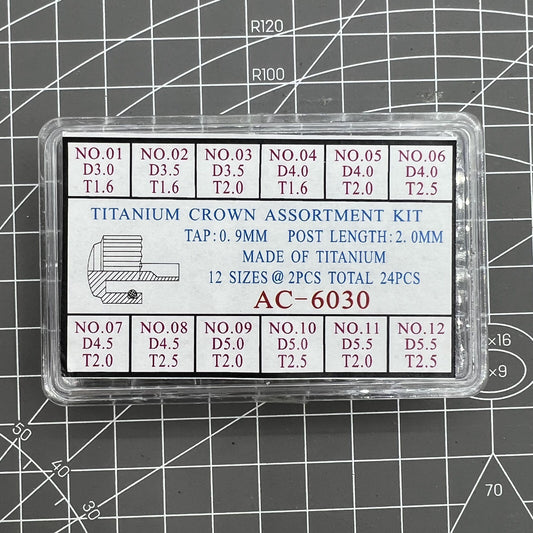 R120
R100
NO.01 NO.02 NO.03 NO.04 NO.05 NO.06
D3.0 D3.5 D3.5 D4.0 D4.0 D4.0
T1.6 T1.6 T2.0 T1.6 T2.0 T2.5
TITANIUM CROWN ASSORTMENT KIT
TAP:0.9MM POST LENGTH:2.0MM
MADE OF TITANIUM
12 SIZES@2PCS TOTAL 24PCS
AC-6030
NO.07 NO.08 NO.09 NO.10 NO.11 NO.12
D4.5 D4.5 D5.0 D5.0 D5.5 D5.5
T2.0 T2.5 T2.0 T2.5 T2.0 T2.5
×16
×9
50
40
30
70